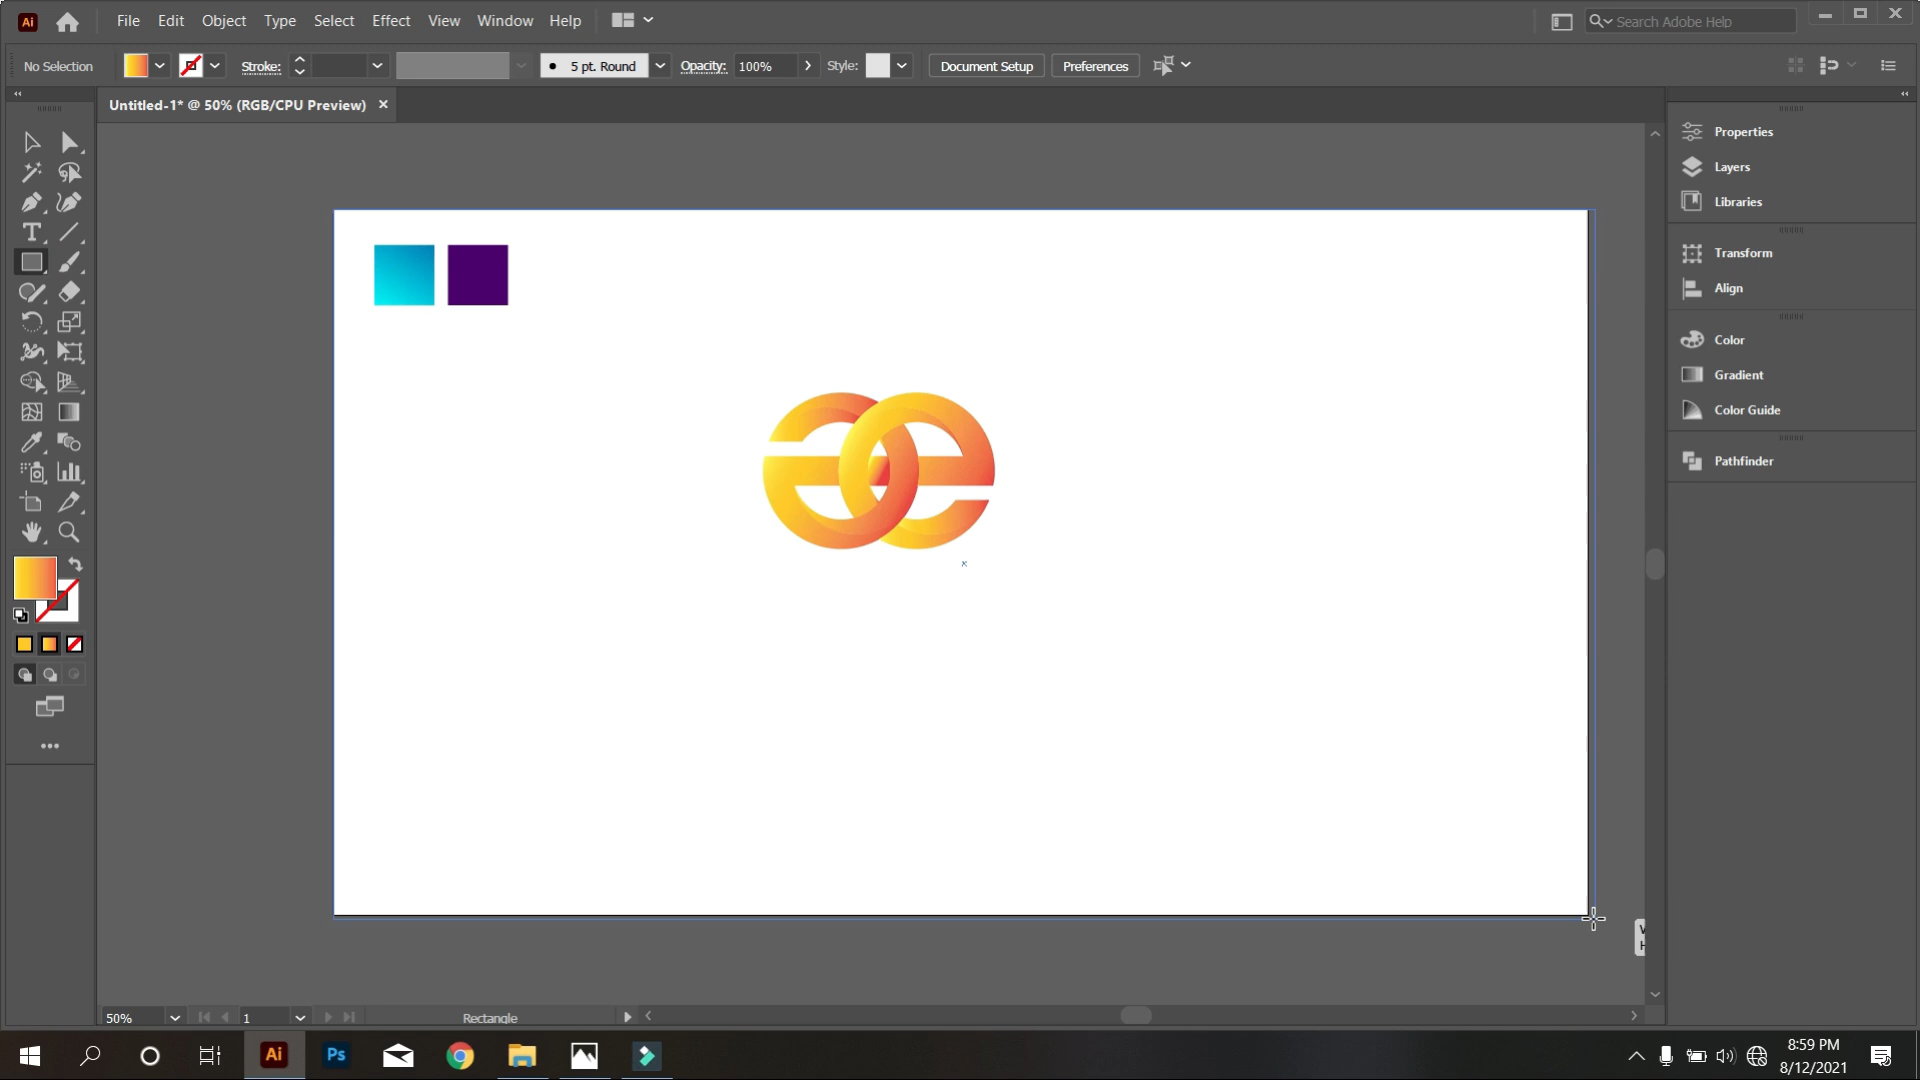 Ai File Edit Object Type Select Effect View Window Help Search Adobe Help
No Selection Stroke: 5 pt. Round Opacity: 100% Style: Document Setup Preferences
Untitled-1* @ 50% (RGB/CPU Preview)
Properties
Layers
Libraries
Transform
Align
Color
Gradient
Color Guide
Pathfinder
T
ee
50% 1 Rectangle
Ai Ps 8:59 PM
8/12/2021